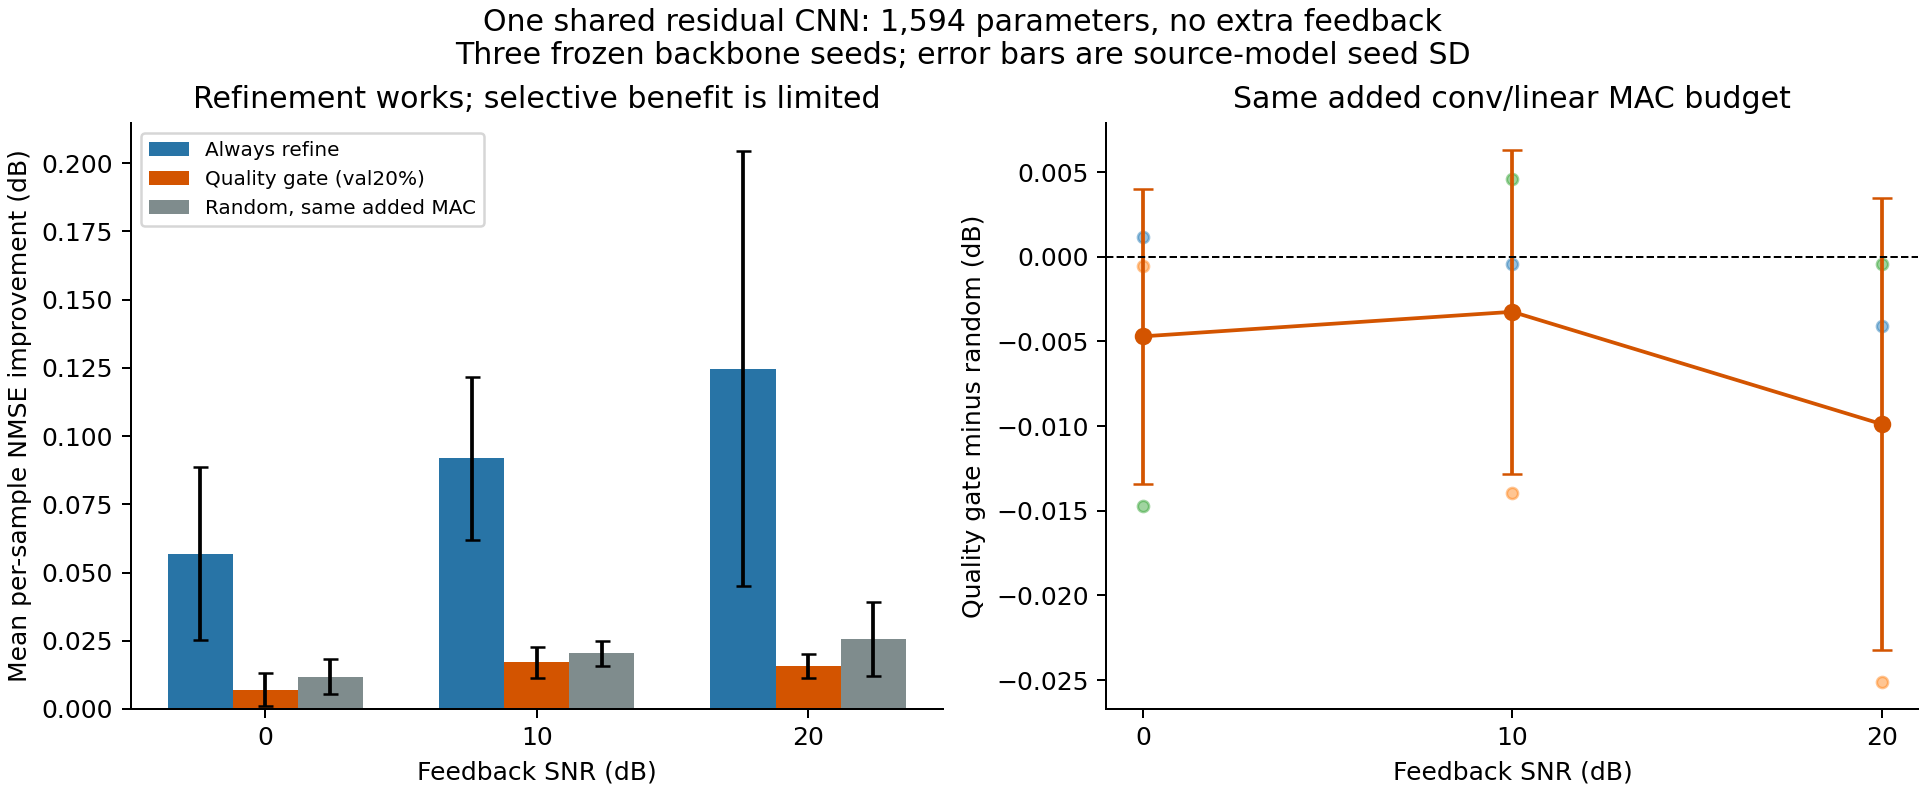 One shared residual CNN: 1,594 parameters, no extra feedback
Three frozen backbone seeds; error bars are source-model seed SD
Refinement works; selective benefit is limited
Mean per-sample NMSE improvement (dB)
0.200
0.175
0.150
0.125
0.100
0.075
0.050
0.025
0.000
Always refine
Quality gate (val20%)
Random, same added MAC
0
10
20
Feedback SNR (dB)
Same added conv/linear MAC budget
Quality gate minus random (dB)
0.005
0.000
−0.005
−0.010
−0.015
−0.020
−0.025
0
10
20
Feedback SNR (dB)